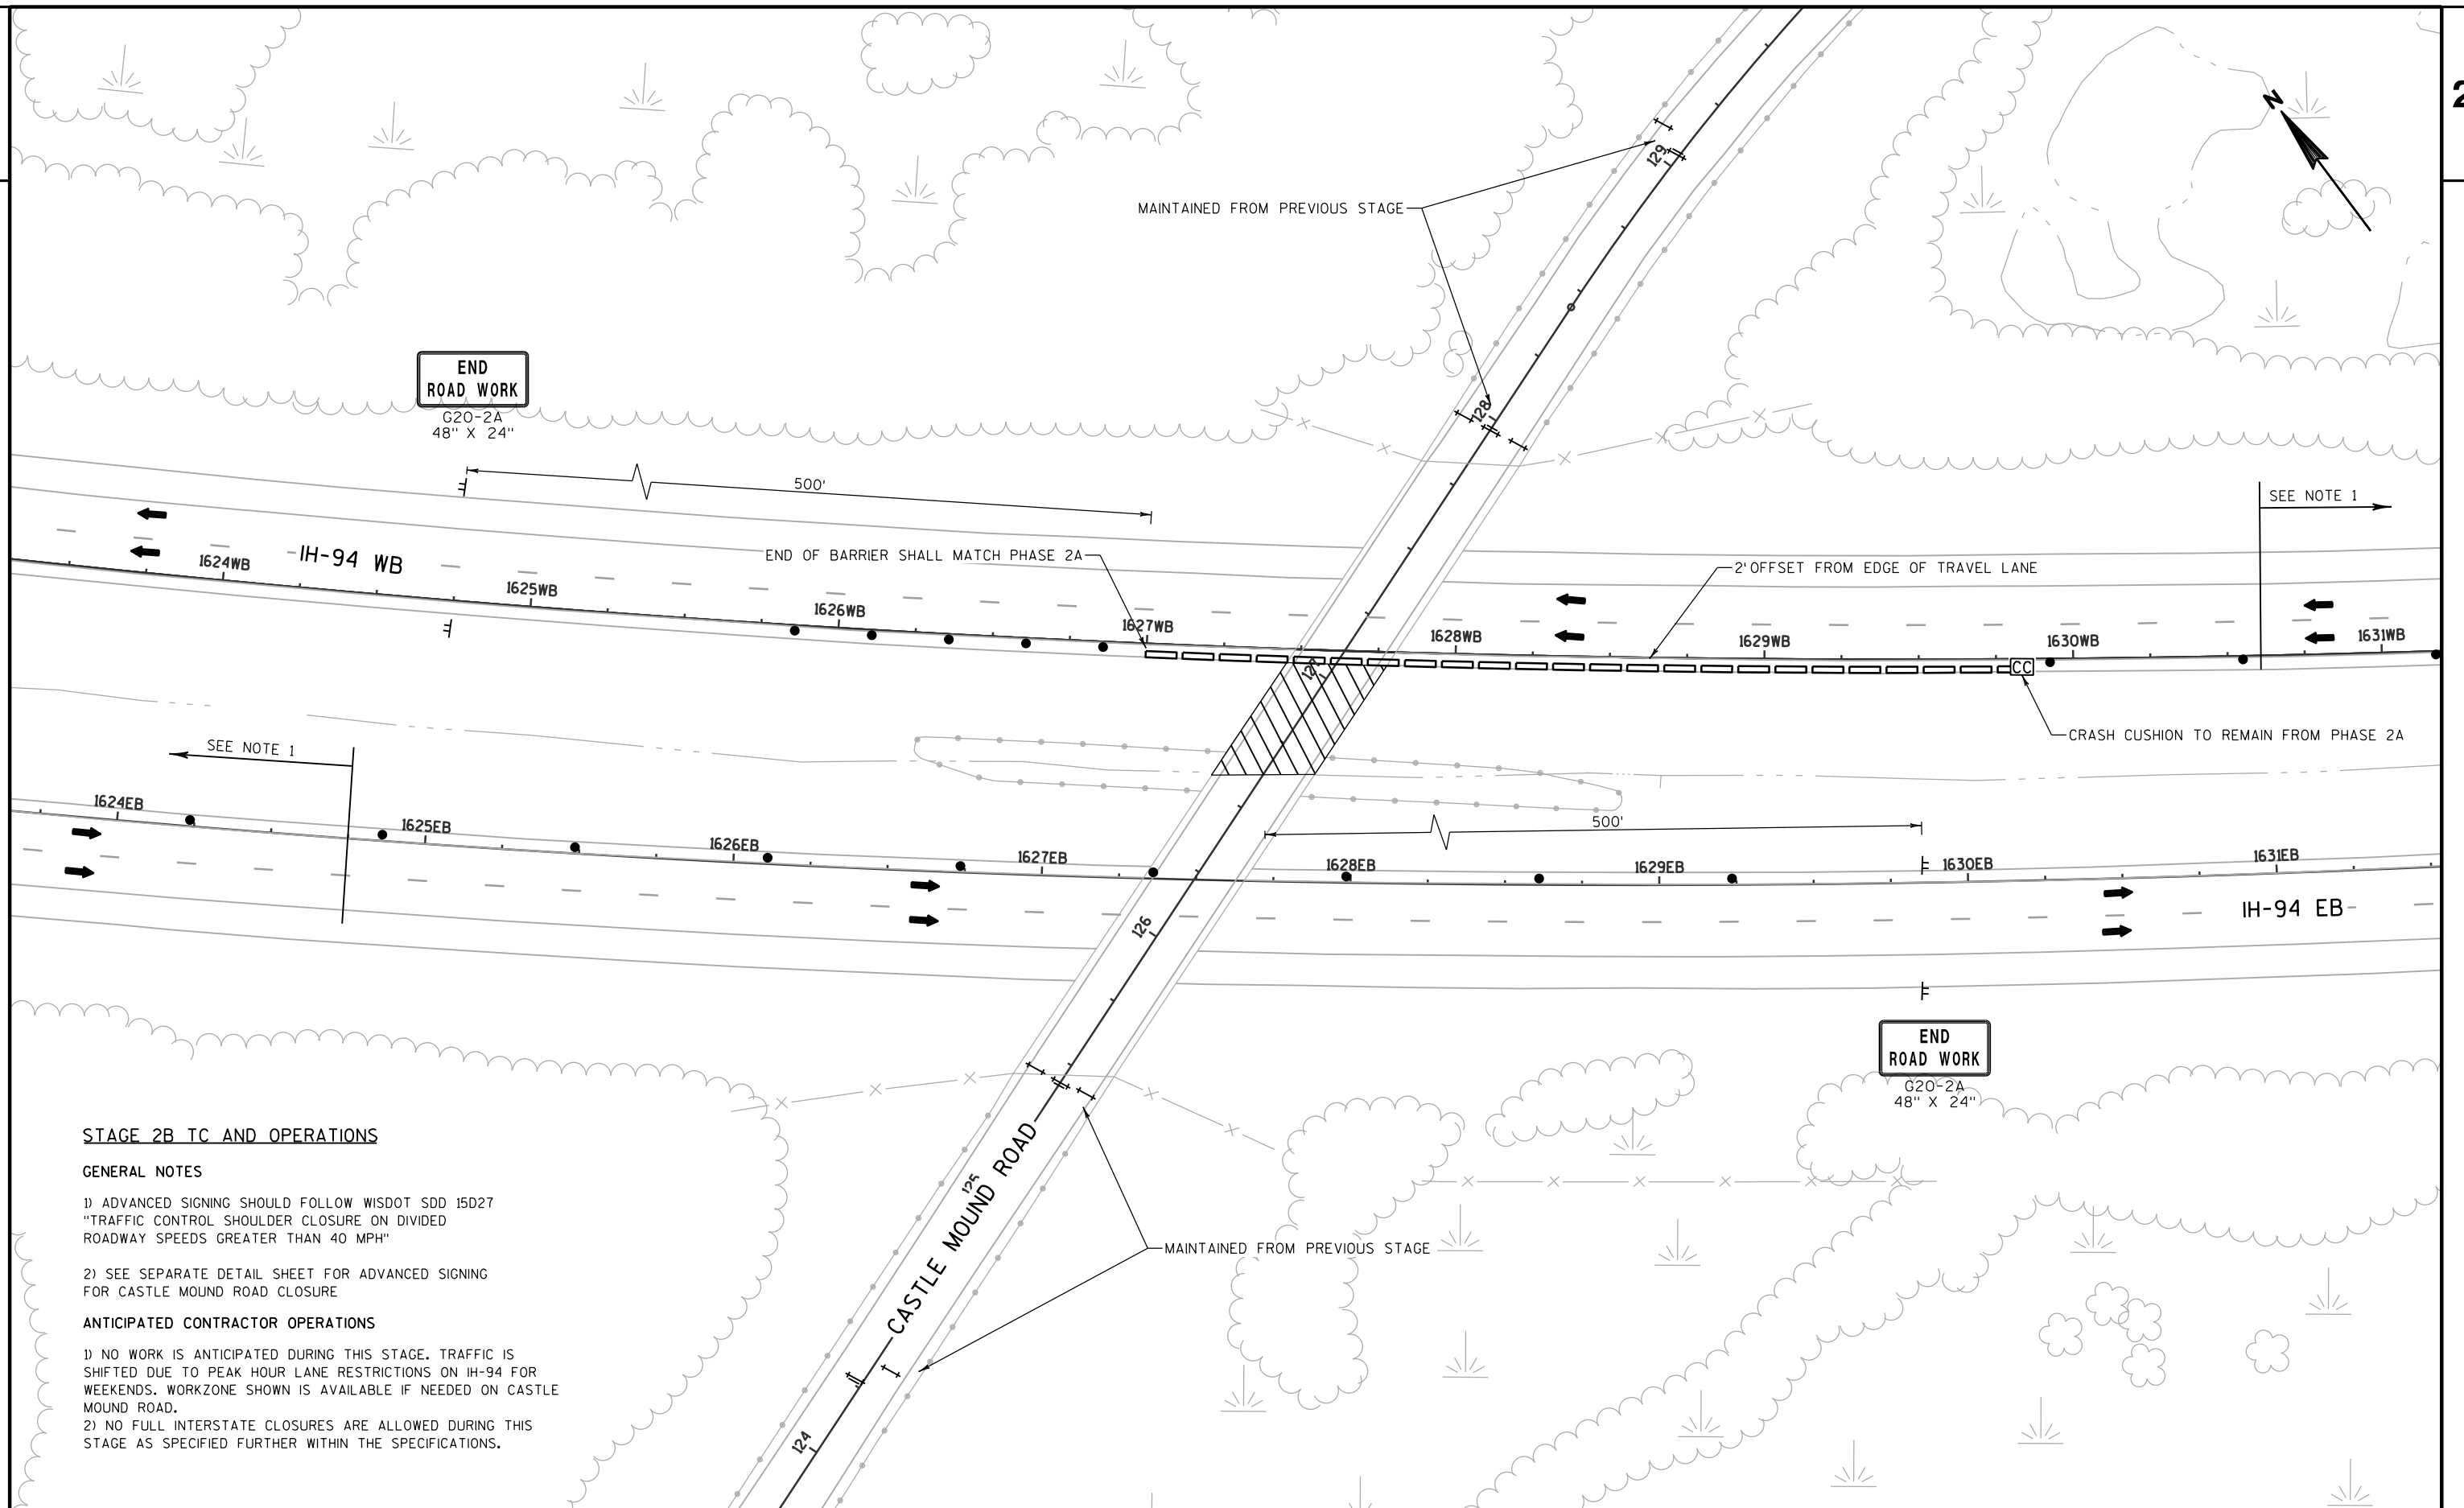 2
N
129
MAINTAINED FROM PREVIOUS STAGE
END
ROAD WORK
G20-2A
48" X 24"
128
500'
SEE NOTE 1
IH-94 WB
END OF BARRIER SHALL MATCH PHASE 2A
2' OFFSET FROM EDGE OF TRAVEL LANE
1624WB
1625WB
1626WB
1627WB
1628WB
1629WB
1630WB
1631WB
127
CC
CRASH CUSHION TO REMAIN FROM PHASE 2A
SEE NOTE 1
500'
1624EB
1625EB
1626EB
1627EB
1628EB
1629EB
1630EB
1631EB
IH-94 EB
126
END
ROAD WORK
G20-2A
48" X 24"
125
CASTLE MOUND ROAD
MAINTAINED FROM PREVIOUS STAGE
124
STAGE 2B TC AND OPERATIONS
GENERAL NOTES
1) ADVANCED SIGNING SHOULD FOLLOW WISDOT SDD 15D27
"TRAFFIC CONTROL SHOULDER CLOSURE ON DIVIDED
ROADWAY SPEEDS GREATER THAN 40 MPH"
2) SEE SEPARATE DETAIL SHEET FOR ADVANCED SIGNING
FOR CASTLE MOUND ROAD CLOSURE
ANTICIPATED CONTRACTOR OPERATIONS
1) NO WORK IS ANTICIPATED DURING THIS STAGE. TRAFFIC IS
SHIFTED DUE TO PEAK HOUR LANE RESTRICTIONS ON IH-94 FOR
WEEKENDS. WORKZONE SHOWN IS AVAILABLE IF NEEDED ON CASTLE
MOUND ROAD.
2) NO FULL INTERSTATE CLOSURES ARE ALLOWED DURING THIS
STAGE AS SPECIFIED FURTHER WITHIN THE SPECIFICATIONS.